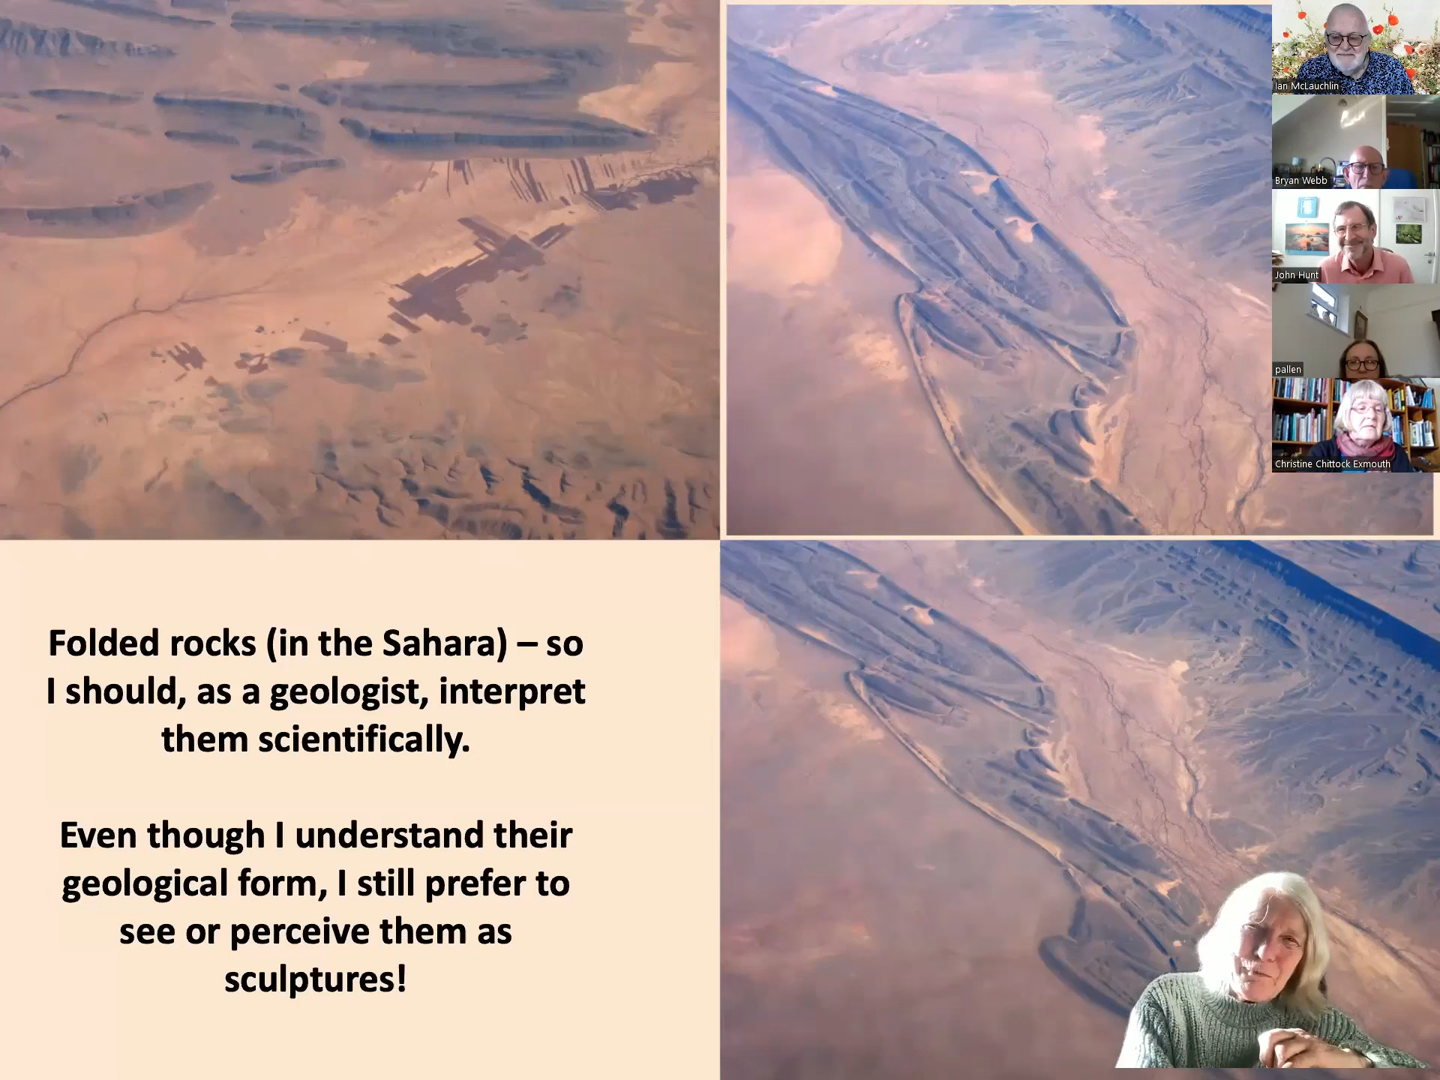 Ian McLauchlin
Bryan Webb
John Hunt
pallen
Christine Chittock Exmouth
Folded rocks (in the Sahara) – so
I should, as a geologist, interpret
them scientifically.
Even though I understand their
geological form, I still prefer to
see or perceive them as
sculptures!